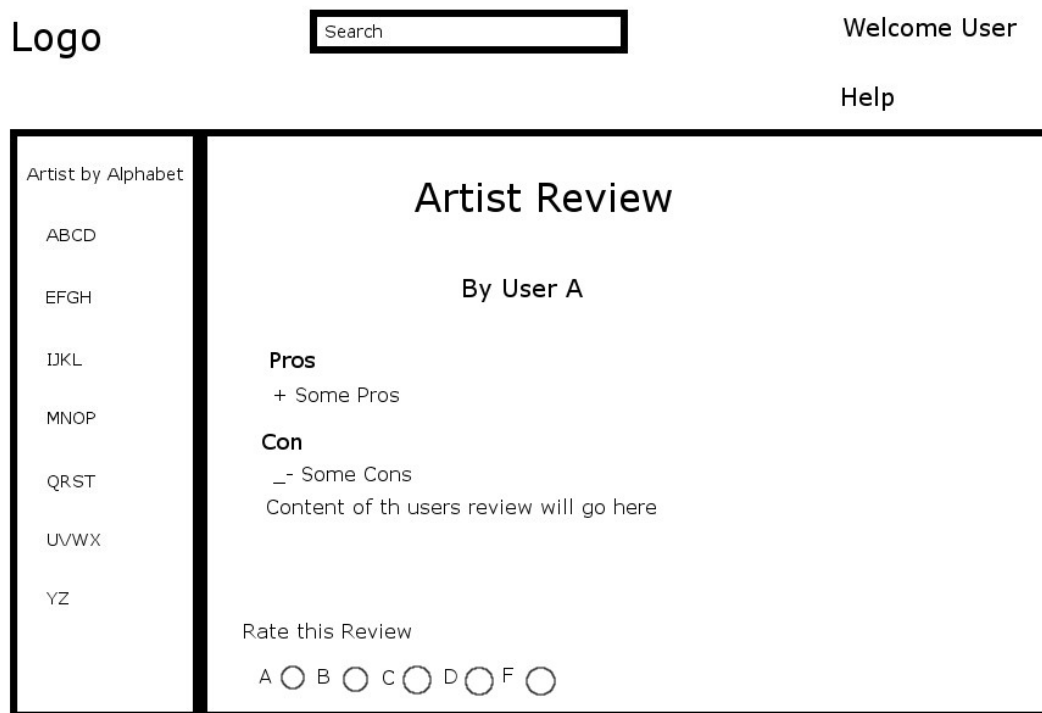 Logo
Search
Welcome User
Help
Artist by Alphabet
ABCD
EFGH
IJKL
MNOP
QRST
UVWX
YZ
Artist Review
By User A
Pros
+ Some Pros
Con
_- Some Cons
Content of th users review will go here
Rate this Review
A B C D F